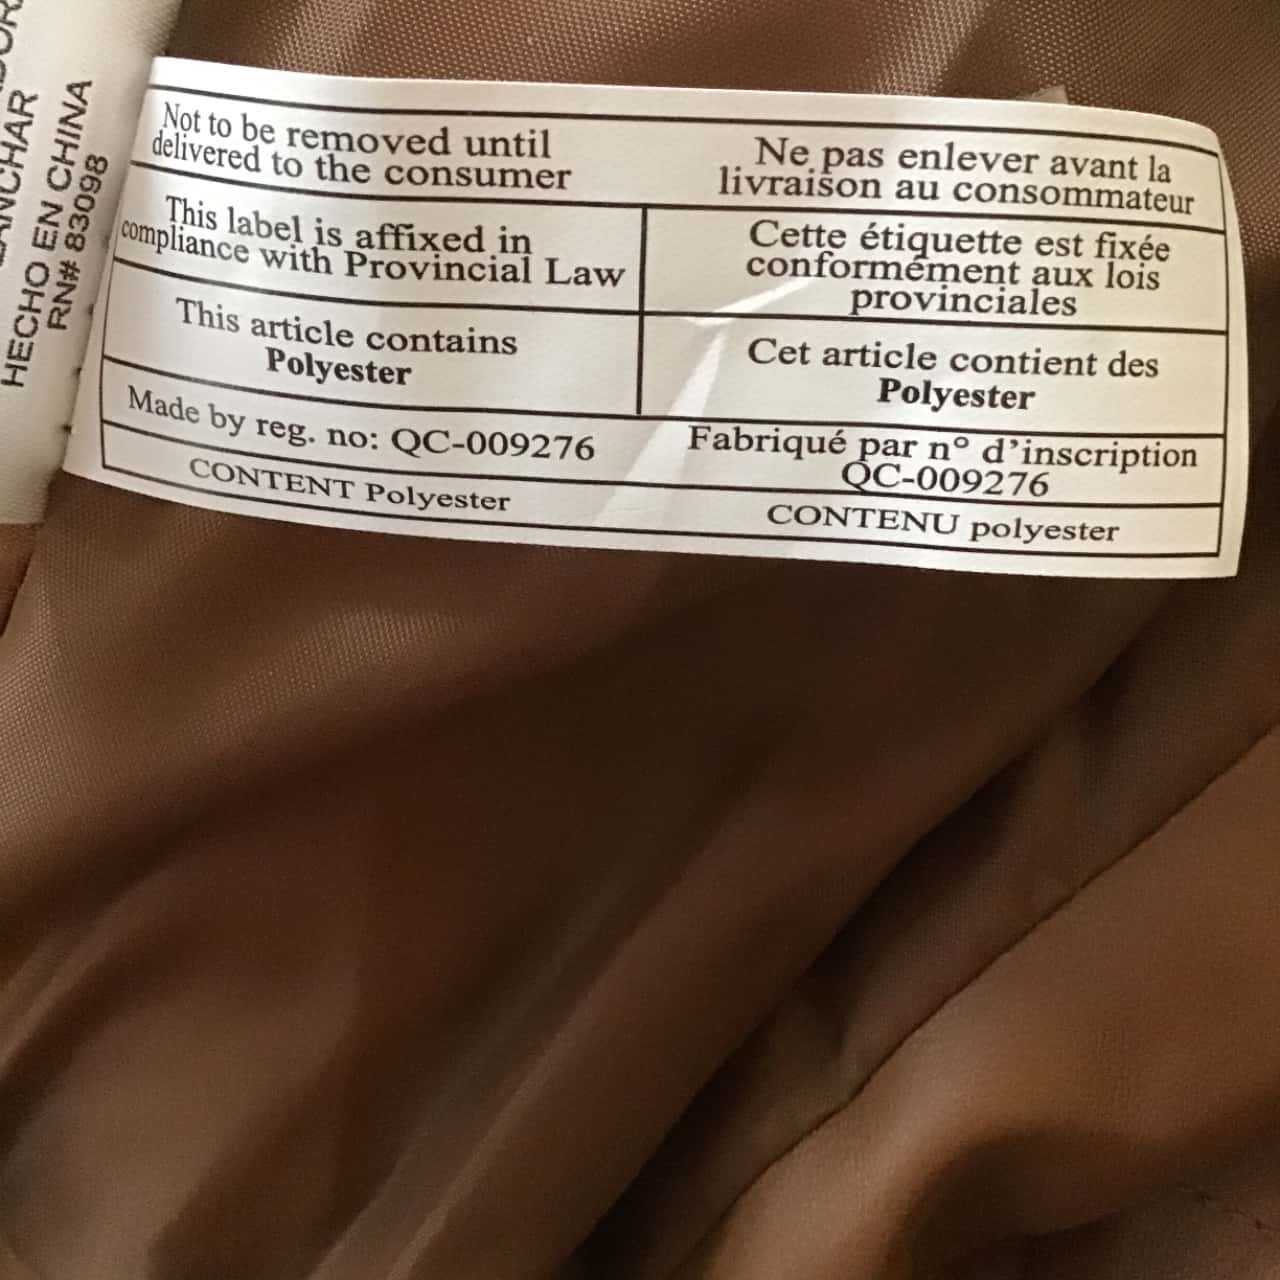 HECHO EN CHINA
RN# 83098
Not to be removed until
delivered to the consumer
Ne pas enlever avant la
livraison au consommateur
This label is affixed in
compliance with Provincial Law
Cette étiquette est fixée
conformément aux lois
provinciales
This article contains
Polyester
Cet article contient des
Polyester
Made by reg. no: QC-009276
Fabriqué par n° d’inscription
QC-009276
CONTENT Polyester
CONTENU polyester